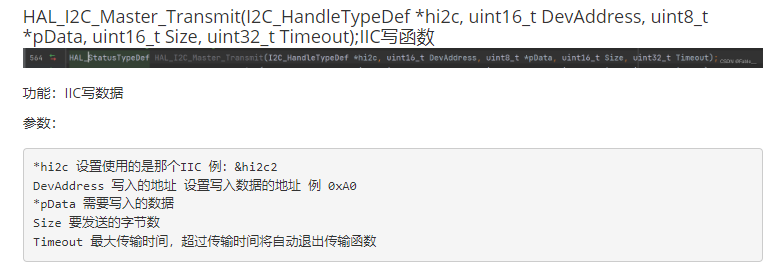 HAL_I2C_Master_Transmit(I2C_HandleTypeDef *hi2c, uint16_t DevAddress, uint8_t
*pData, uint16_t Size, uint32_t Timeout);IIC写函数
564 HAL_StatusTypeDef HAL_I2C_Master_Transmit(I2C_HandleTypeDef *hi2c, uint16_t DevAddress, uint8_t *pData, uint16_t Size, uint32_t Timeout);
功能：IIC写数据
参数：
*hi2c 设置使用的是那个IIC 例：&hi2c2
DevAddress 写入的地址 设置写入数据的地址 例 0xA0
*pData 需要写入的数据
Size 要发送的字节数
Timeout 最大传输时间，超过传输时间将自动退出传输函数